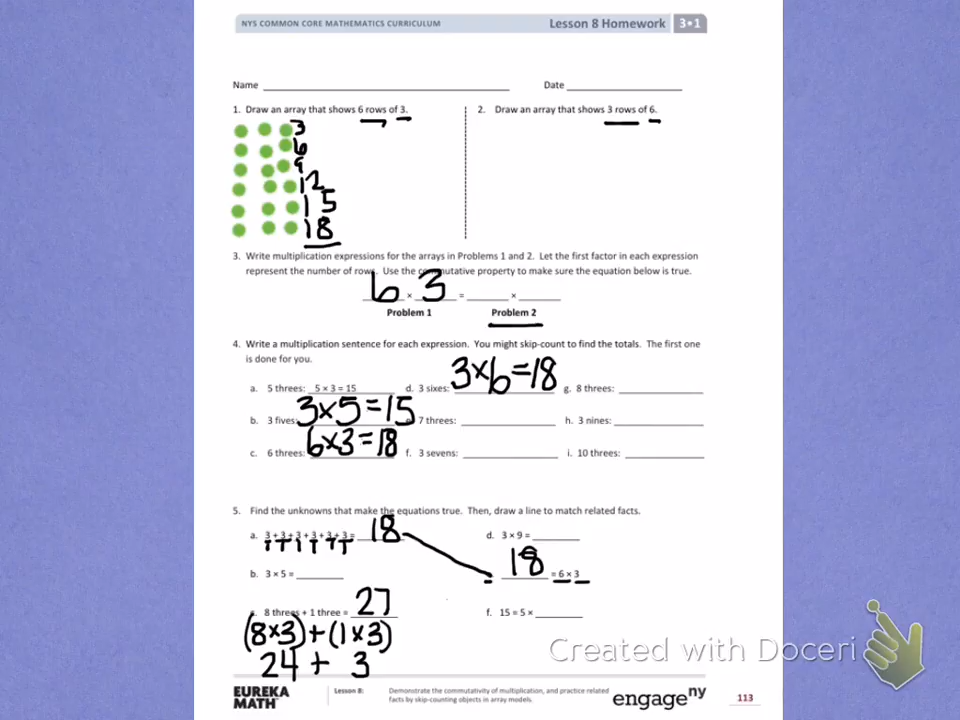 NYS COMMON CORE MATHEMATICS CURRICULUM Lesson 8 Homework 3•1
Name Date
1. Draw an array that shows 6 rows of 3.
3
6
9
12
15
18
2. Draw an array that shows 3 rows of 6.
3. Write multiplication expressions for the arrays in Problems 1 and 2. Let the first factor in each expression
represent the number of rows. Use the commutative property to make sure the equation below is true.
6 × 3 = ______ × ______
Problem 1 Problem 2
4. Write a multiplication sentence for each expression. You might skip-count to find the totals. The first one
is done for you.
a. 5 threes: 5 × 3 = 15 d. 3 sixes: 3×6=18 g. 8 threes:
b. 3 fives: 3×5=15 7 threes: h. 3 nines:
c. 6 threes: 6×3=18 f. 3 sevens: i. 10 threes:
5. Find the unknowns that make the equations true. Then, draw a line to match related facts.
a. 3 + 3 + 3 + 3 + 3 + 3 = 18 d. 3 × 9 =
b. 3 × 5 = 18 = 6 × 3
8 threes + 1 three = 27 f. 15 = 5 ×
(8×3)+(1×3)
24 + 3
Created with Doceri
EUREKA MATH Lesson 8: Demonstrate the commutativity of multiplication, and practice related
facts by skip-counting objects in array models.
engageny 113